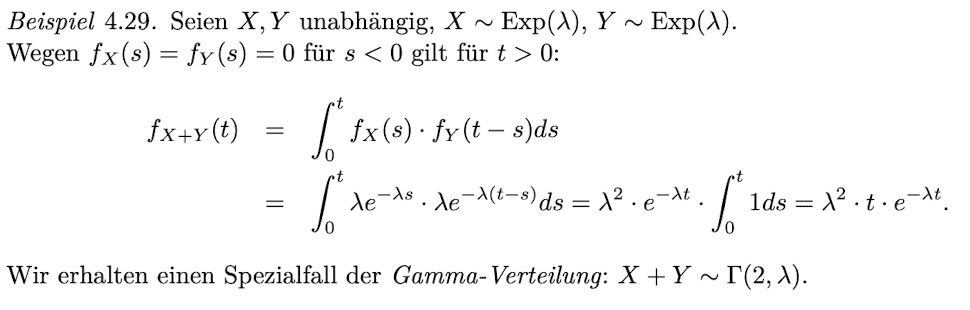 Beispiel 4.29. Seien X, Y unabhängig, X ∼ Exp(λ), Y ∼ Exp(λ).
Wegen f_X(s) = f_Y(s) = 0 für s < 0 gilt für t > 0:
f_{X+Y}(t) = ∫_0^t f_X(s) · f_Y(t − s)ds
= ∫_0^t λe^{−λs} · λe^{−λ(t−s)}ds = λ^2 · e^{−λt} · ∫_0^t 1ds = λ^2 · t · e^{−λt}.
Wir erhalten einen Spezialfall der Gamma-Verteilung: X + Y ∼ Γ(2, λ).